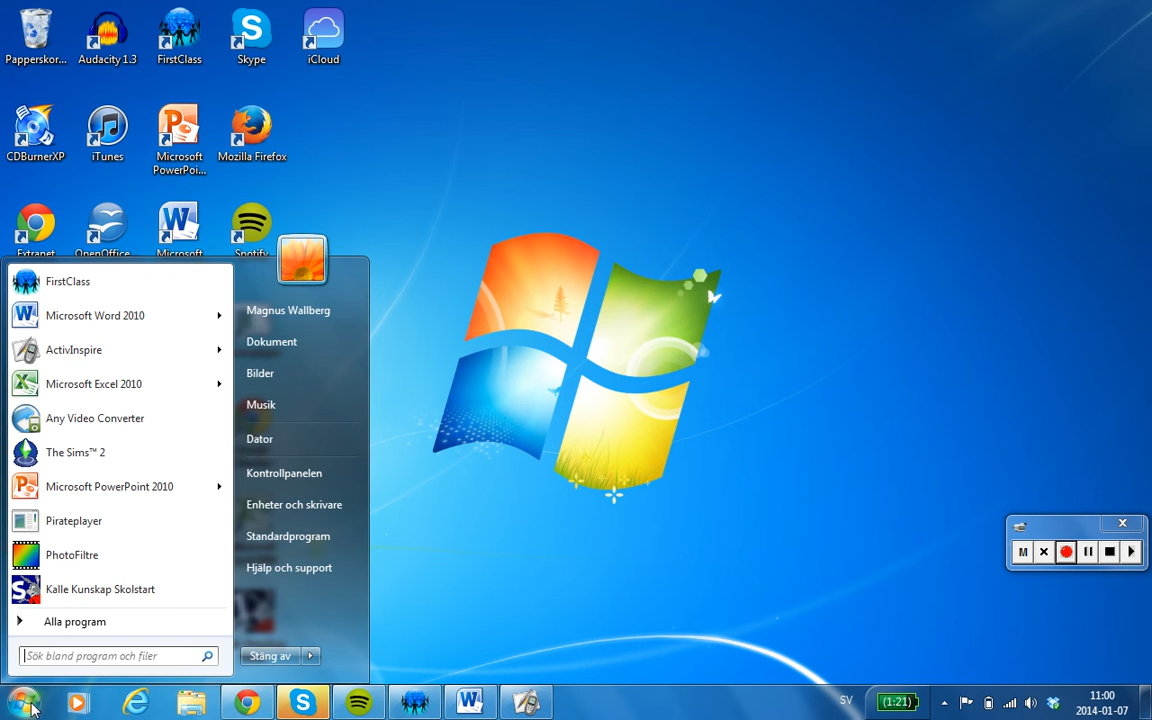 Papperskor...
Audacity 1.3
FirstClass
Skype
iCloud
CDBurnerXP
iTunes
Microsoft
PowerPoi...
Mozilla Firefox
Extranet
OpenOffice
Microsoft
Spotify
FirstClass
Microsoft Word 2010
ActivInspire
Microsoft Excel 2010
Any Video Converter
The Sims™ 2
Microsoft PowerPoint 2010
Pirateplayer
PhotoFiltre
Kalle Kunskap Skolstart
Alla program
Sök bland program och filer
Magnus Wallberg
Dokument
Bilder
Musik
Dator
Kontrollpanelen
Enheter och skrivare
Standardprogram
Hjälp och support
Stäng av
M
SV
(1:21)
11:00
2014-01-07